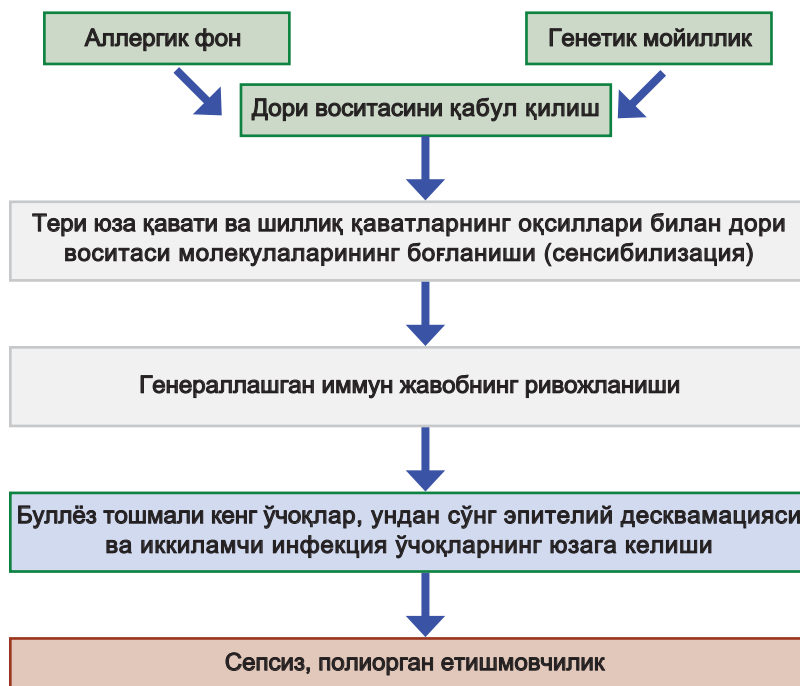 Аллергик фон
Генетик мойиллик
Дори воситасини қабул қилиш
Тери юза қавати ва шиллиқ қаватларнинг оқсиллари билан дори
воситаси молекулаларининг боғланиши (сенсибилизация)
Генераллашган иммун жавобнинг ривожланиши
Буллёз тошмали кенг ўчоқлар, ундан сўнг эпителий десквамацияси
ва иккиламчи инфекция ўчоқларнинг юзага келиши
Сепсиз, полиорган етишмовчилик